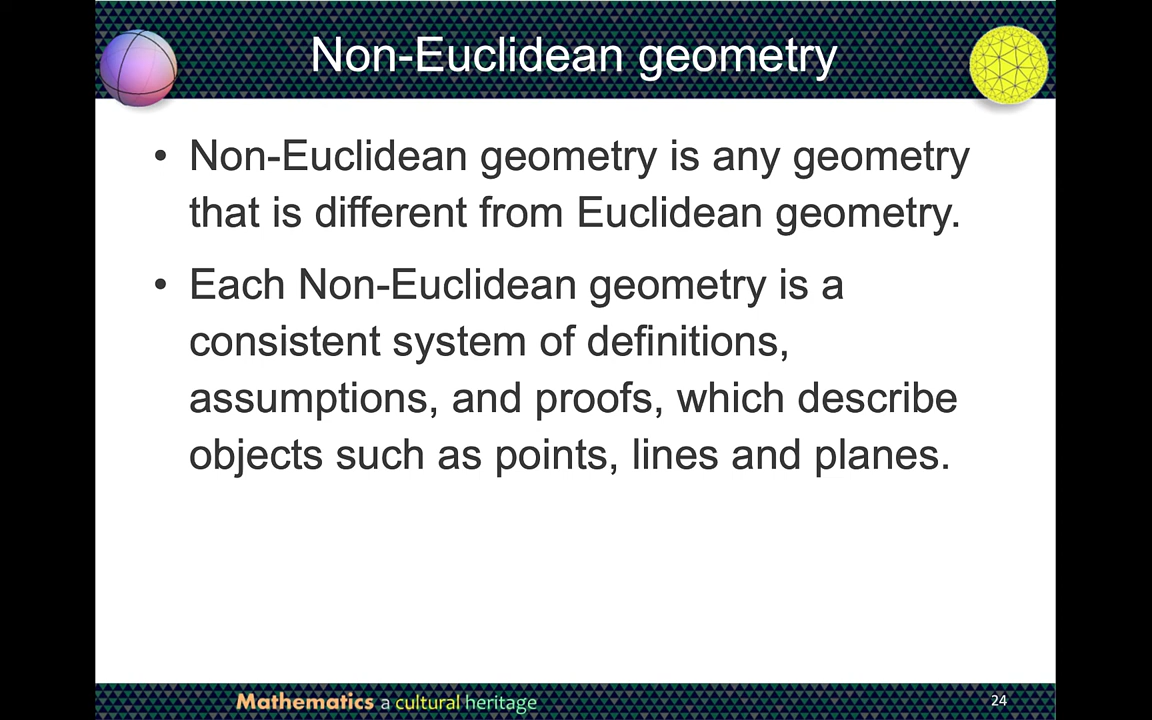 Non-Euclidean geometry
• Non-Euclidean geometry is any geometry
that is different from Euclidean geometry.
• Each Non-Euclidean geometry is a
consistent system of definitions,
assumptions, and proofs, which describe
objects such as points, lines and planes.
Mathematics a cultural heritage
24